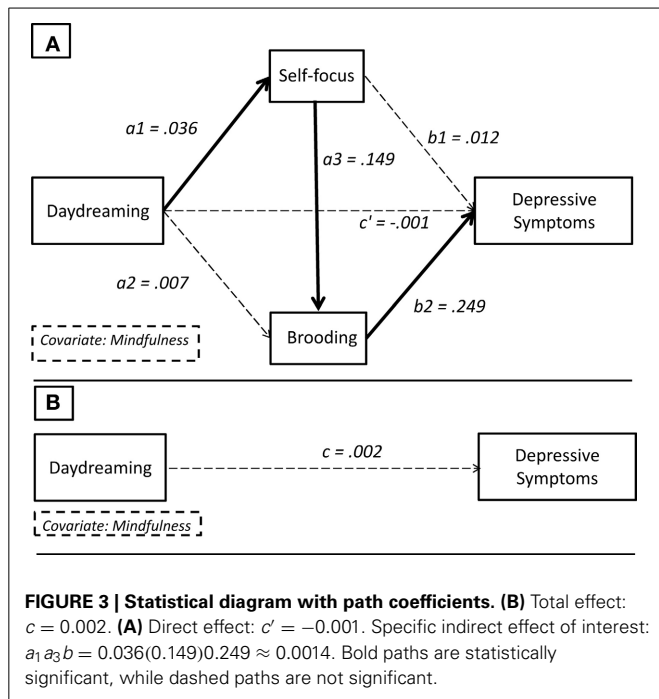 A
Self-focus
a1 = .036
b1 = .012
a3 = .149
Daydreaming
Depressive
Symptoms
c' = -.001
a2 = .007
b2 = .249
Covariate: Mindfulness
Brooding
B
c = .002
Daydreaming
Depressive
Symptoms
Covariate: Mindfulness
FIGURE 3 | Statistical diagram with path coefficients. (B) Total effect:
c = 0.002. (A) Direct effect: c′ = −0.001. Specific indirect effect of interest:
a₁a₃b = 0.036(0.149)0.249 ≈ 0.0014. Bold paths are statistically
significant, while dashed paths are not significant.